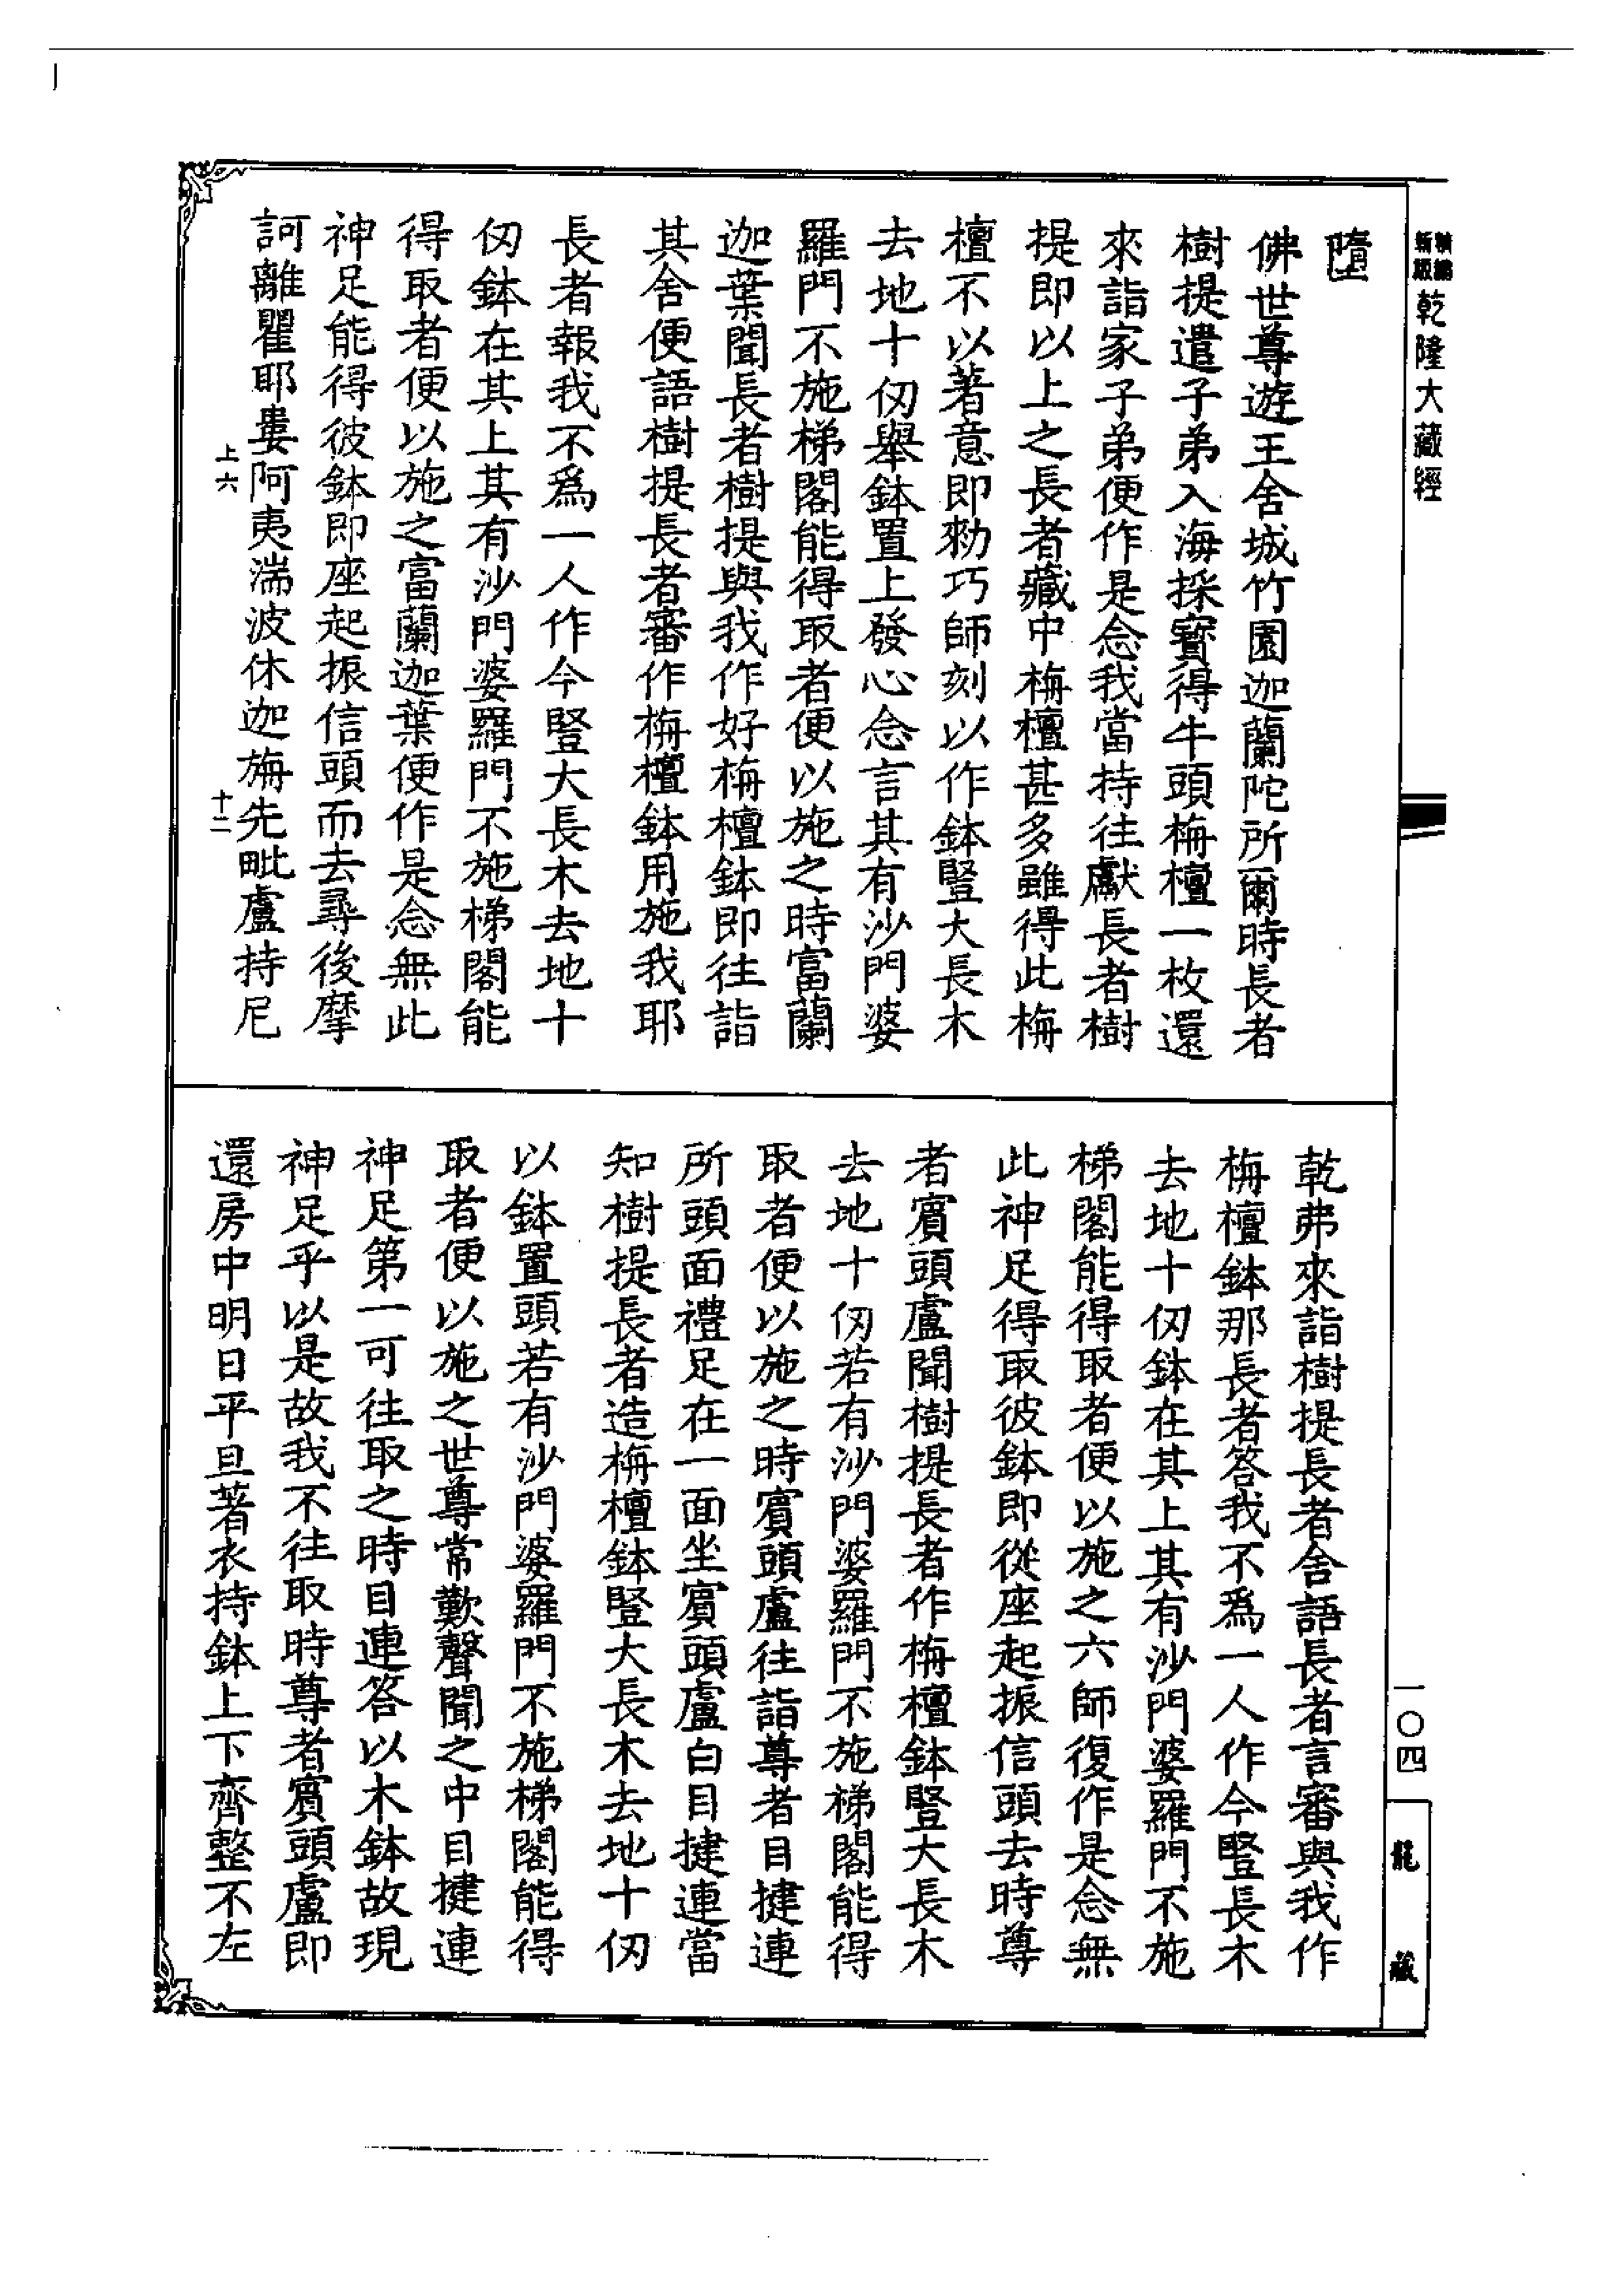 新編縮版 乾隆大藏經
墮
佛世尊遊王舍城竹園迦蘭陀所爾時長者
樹提遣子弟入海採寶得牛頭栴檀一枚還
來詣家子弟便作是念我當持往獻長者樹
提即以上之長者藏中栴檀甚多雖得此栴
檀不以著意即勑巧師刻以作鉢豎大長木
去地十仞舉鉢置上發心念言其有沙門婆
羅門不施梯閣能得取者便以施之時富蘭
迦葉聞長者樹提與我作好栴檀鉢即往詣
其舍便語樹提長者審作栴檀鉢用施我耶
長者報我不為一人作今豎大長木去地十
仞鉢在其上其有沙門婆羅門不施梯閣能
得取者便以施之富蘭迦葉便作是念無此
神足能得彼鉢即座起振信頭而去尋後摩
訶離瞿耶婁阿夷湍波休迦旃先毗盧持尼
上六
十二
乾弗來詣樹提長者舍語長者言審與我作
栴檀鉢那長者答我不為一人作今豎長木
去地十仞鉢在其上其有沙門婆羅門不施
梯閣能得取者便以施之六師復作是念無
此神足得取彼鉢即從座起振信頭去時尊
者賓頭盧聞樹提長者作栴檀鉢豎大長木
去地十仞若有沙門婆羅門不施梯閣能得
取者便以施之時賓頭盧往詣尊者目揵連
所頭面禮足在一面坐賓頭盧白目揵連當
知樹提長者造栴檀鉢豎大長木去地十仞
以鉢置頭若有沙門婆羅門不施梯閣能得
取者便以施之世尊常歎聲聞之中目揵連
神足第一可往取之時目連答以木鉢故現
神足乎以是故我不往取時尊者賓頭盧即
還房中明日平旦著衣持鉢上下齊整不左
一〇四
龍藏